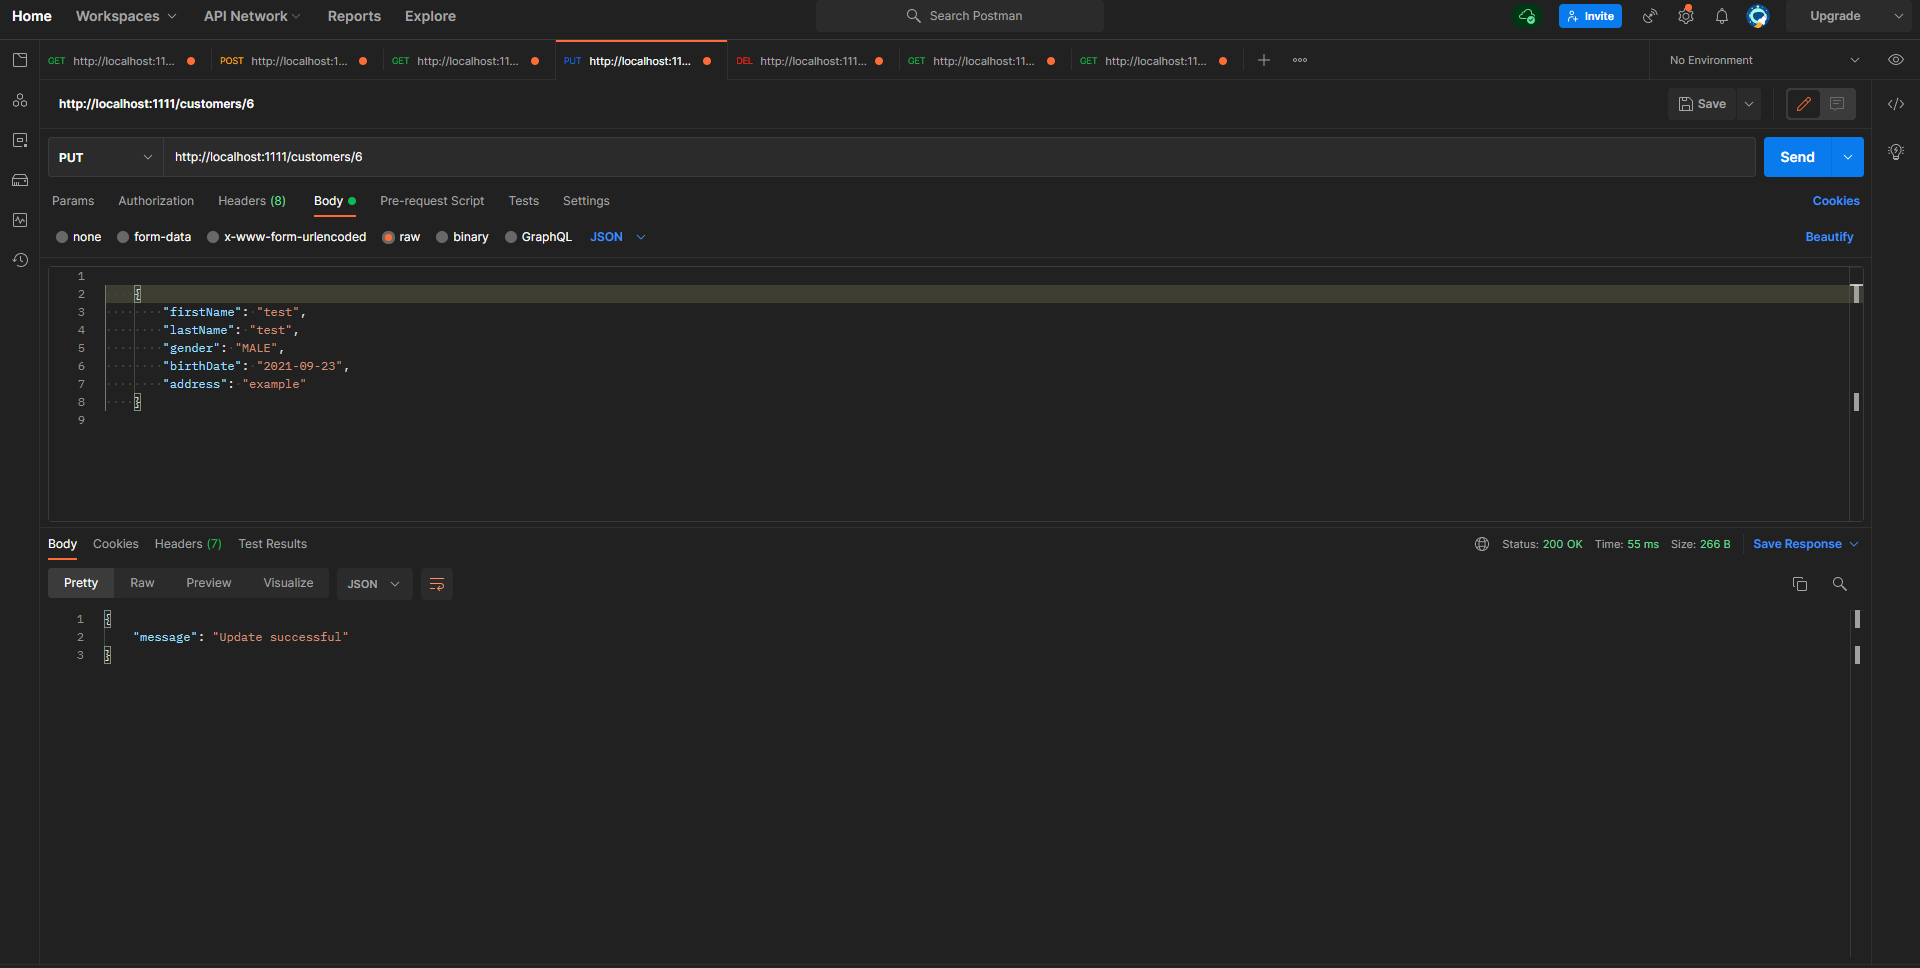 Home Workspaces API Network Reports Explore Search Postman Invite Upgrade
GET http://localhost:11... POST http://localhost:1... GET http://localhost:11... PUT http://localhost:11... DEL http://localhost:111... GET http://localhost:11... GET http://localhost:11... No Environment
http://localhost:1111/customers/6 Save
PUT http://localhost:1111/customers/6 Send
Params Authorization Headers (8) Body Pre-request Script Tests Settings Cookies
none form-data x-www-form-urlencoded raw binary GraphQL JSON Beautify
1
2 {
3 "firstName": "test",
4 "lastName": "test",
5 "gender": "MALE",
6 "birthDate": "2021-09-23",
7 "address": "example"
8 }
9
Body Cookies Headers (7) Test Results Status: 200 OK Time: 55 ms Size: 266 B Save Response
Pretty Raw Preview Visualize JSON
1 {
2 "message": "Update successful"
3 }